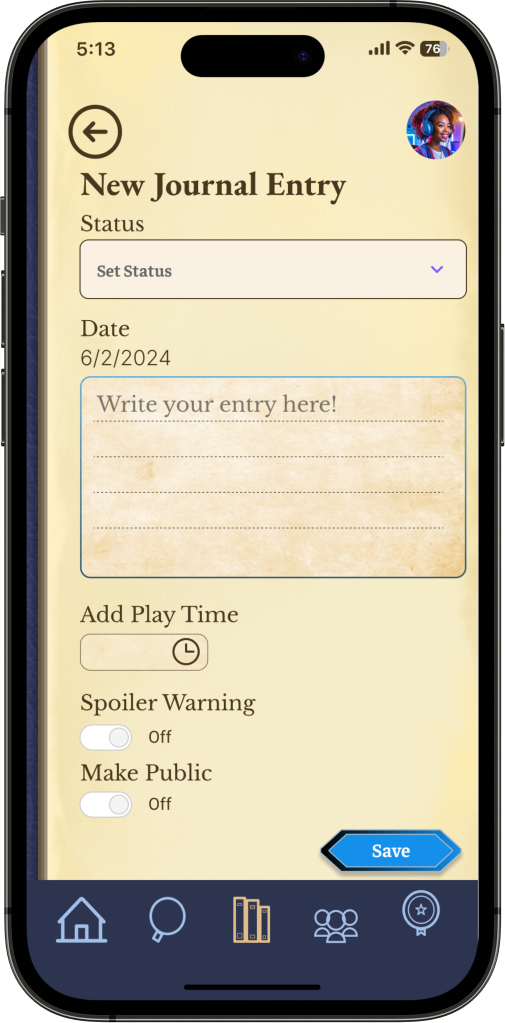 5:13
76
New Journal Entry
Status
Set Status
Date
6/2/2024
Write your entry here!
Add Play Time
Spoiler Warning
Off
Make Public
Off
Save